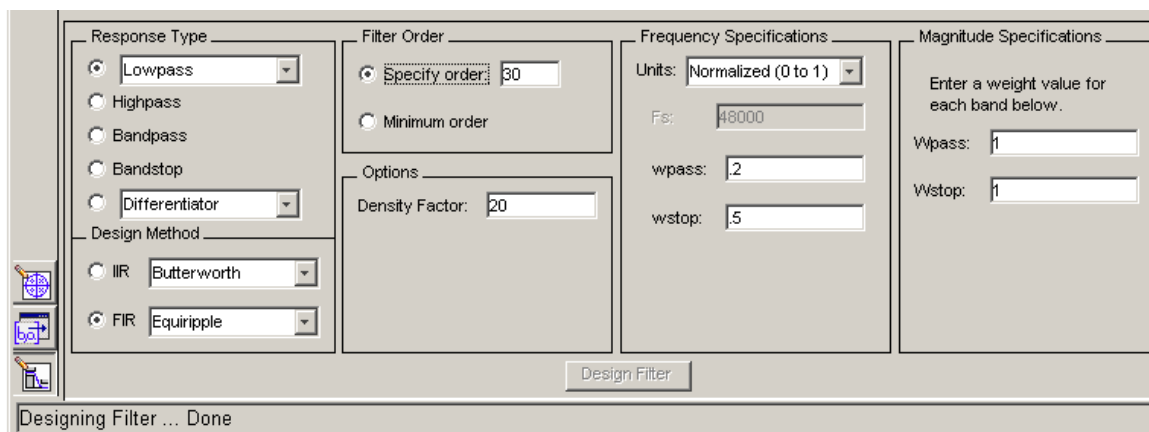 Response Type
Lowpass
Highpass
Bandpass
Bandstop
Differentiator
Design Method
IIR Butterworth
FIR Equiripple
Filter Order
Specify order: 30
Minimum order
Options
Density Factor: 20
Frequency Specifications
Units: Normalized (0 to 1)
Fs: 48000
wpass: .2
wstop: .5
Magnitude Specifications
Enter a weight value for
each band below.
Wpass: 1
Wstop: 1
[b,a]
Design Filter
Designing Filter ... Done